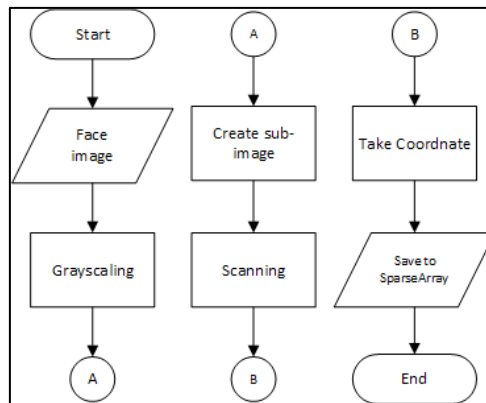 Start
Face
image
Grayscaling
A
A
Create sub-
image
Scanning
B
B
Take Coordnate
Save to
SparseArray
End